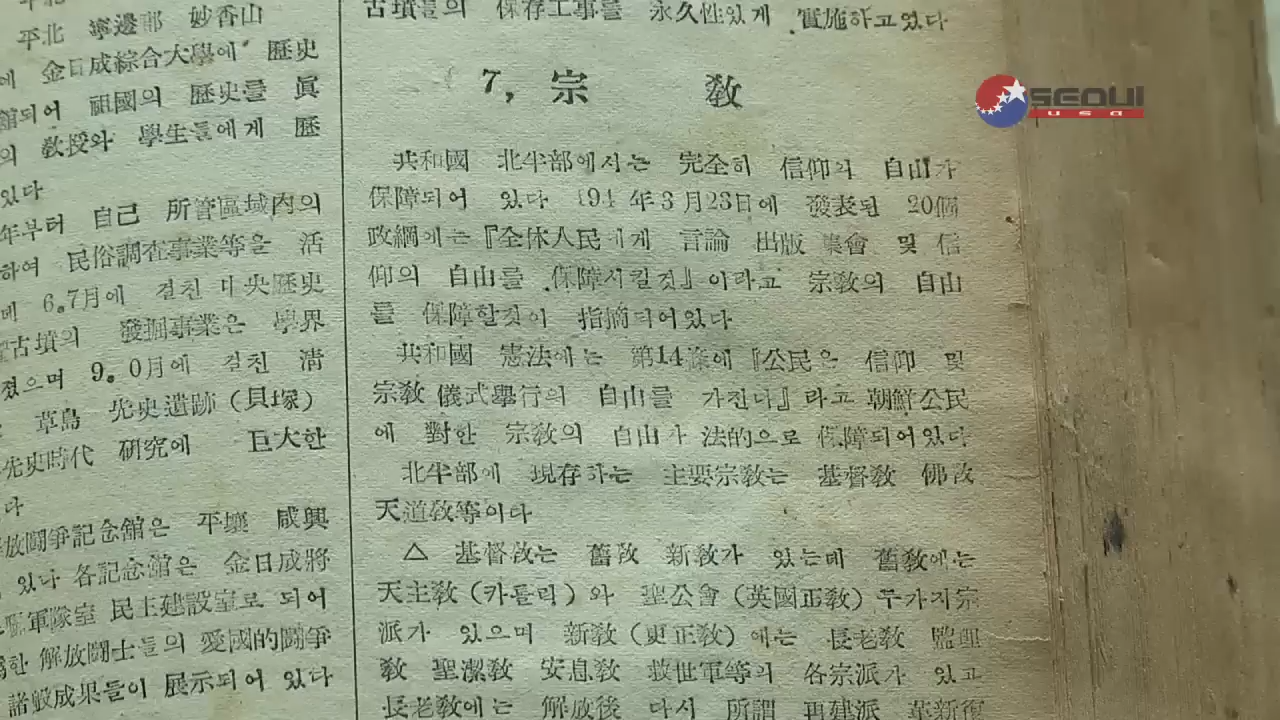 平北 寧邊郡 妙香山
에 金日成綜合大學에 歷史
館되어 祖國의 歷史를 眞
의 敎授와 學生들에게 歷
있다
年부터 自己 所管區域內의
民俗調査事業等을 活
하여
6.7月에 걸친 中央歷史
古墳의 發掘事業은 學界
졌으며 9. 0月에 걸친 淸
草島 先史遺跡(貝塚)
先史時代 硏究에 巨大한
다
放鬪爭記念舘은 平壤 咸興
있다 各記念舘은 金日成將
軍隊室 民主建設室로 되어
한 解放鬪士들의 愛國的鬪爭
諸般成果들이 展示되어 있다
古墳들의 保存工事를 永久性있게 實施하고있다
7, 宗 敎
共和國 北半部에서는 完全히 信仰의 自由가
保障되어 있다 194 年3月23日에 發表된 20個
政綱에는『全体人民에게 言論 出版 集會 및 信
仰의 自由를 保障시킬것』이라고 宗敎의 自由
를 保障할것이 指摘되어있다
共和國 憲法에는 第14條에『公民은 信仰 및
宗敎 儀式擧行의 自由를 가진다』라고 朝鮮公民
에 對한 宗敎의 自由가 法的으로 保障되어있다
北半部에 現存하는 主要宗敎는 基督敎 佛敎
天道敎等이다
△ 基督敎는 舊敎 新敎가 있는데 舊敎에는
天主敎(카톨릭)와 聖公會(英國正敎)두가지宗
派가 있으며 新敎(更正敎)에는 長老敎 監理
敎 聖潔敎 安息敎 救世軍等의 各宗派가 있고
長老敎에는 解放後 다시 所謂 再建派 革新復
SEOUL
usa